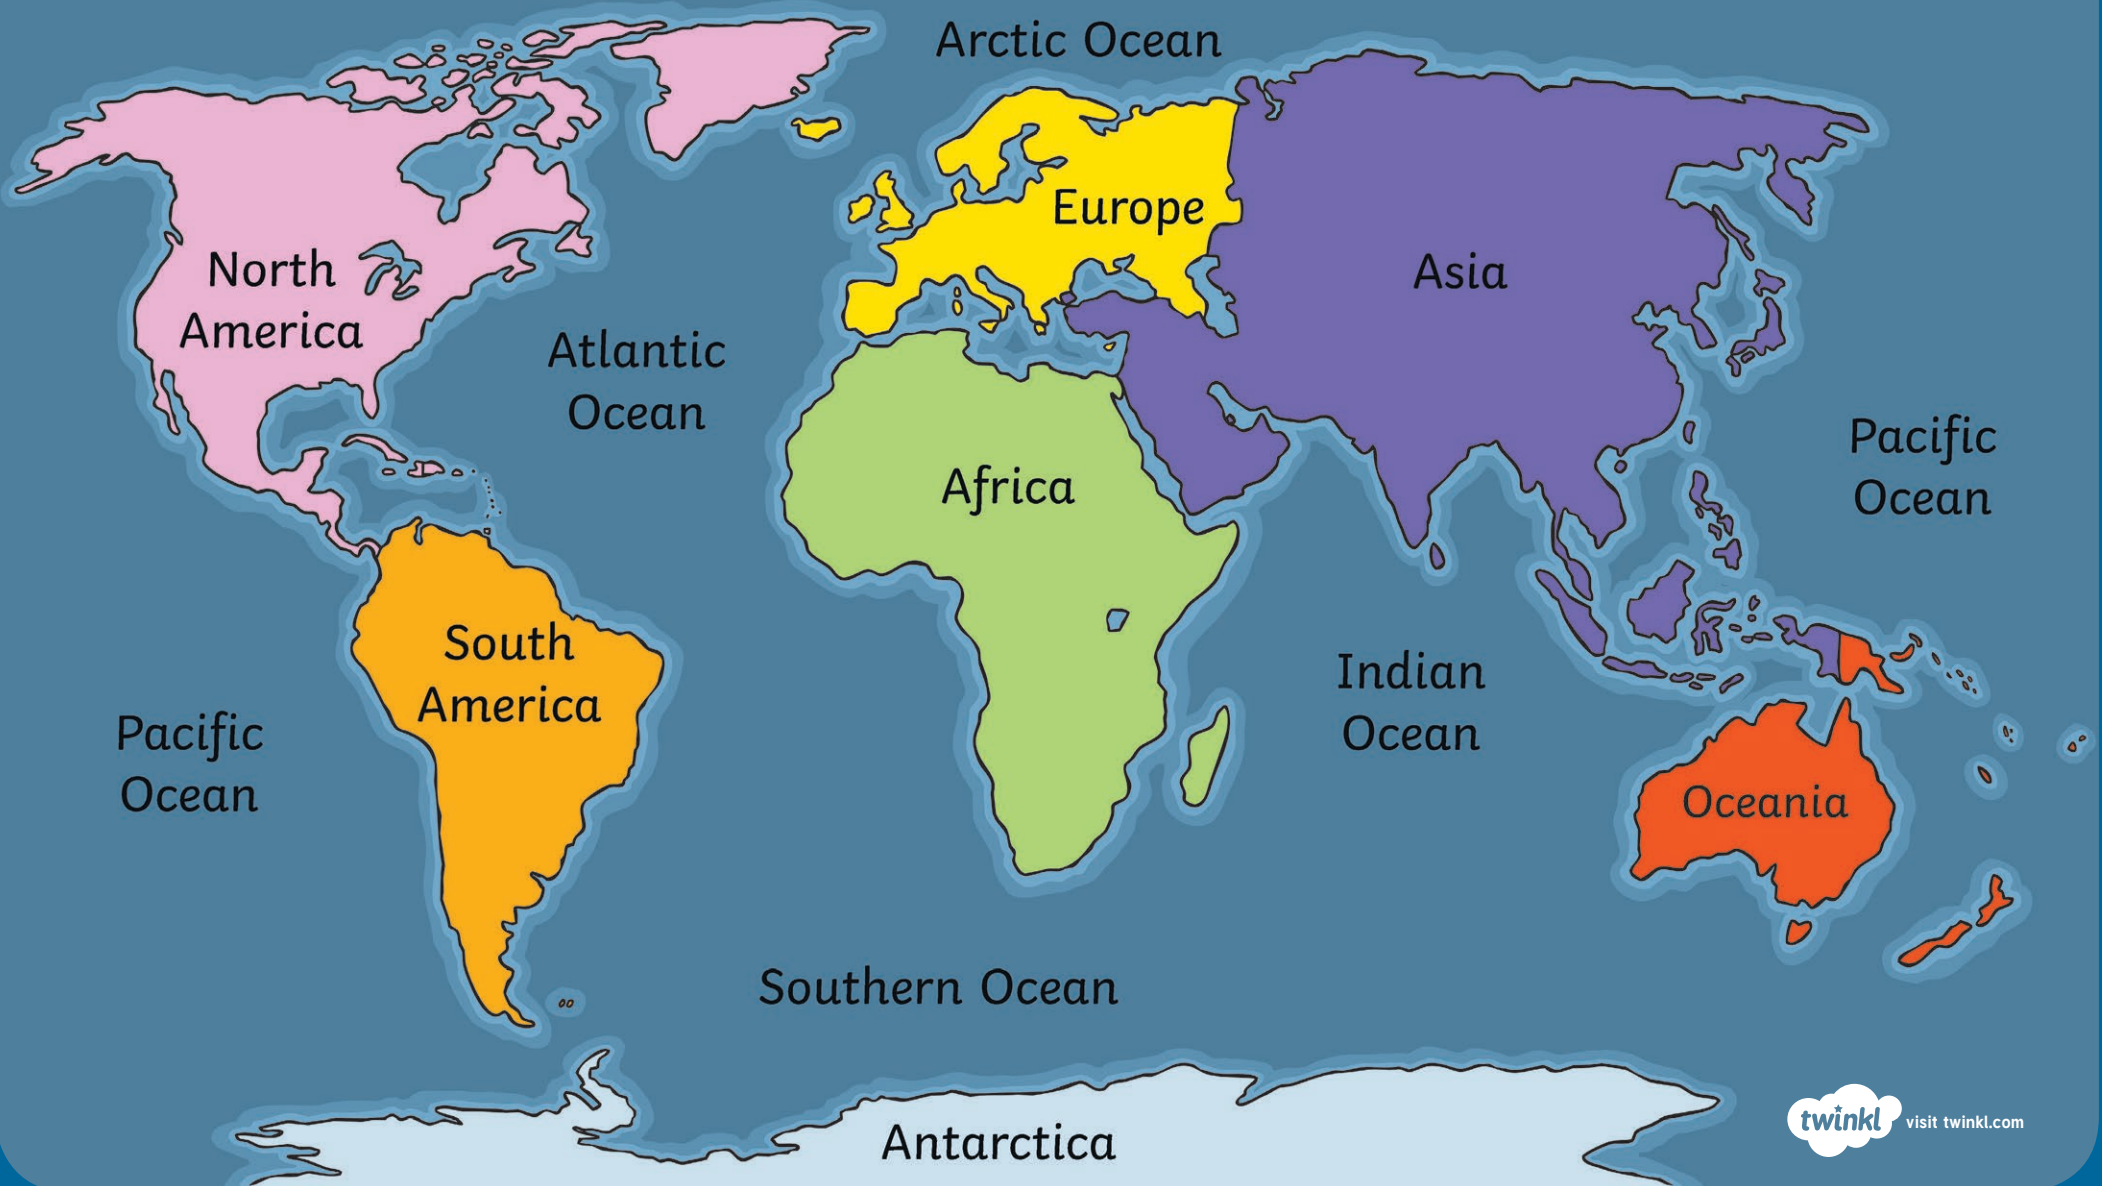 Arctic Ocean
Europe
North
America
Asia
Atlantic
Ocean
Pacific
Ocean
Africa
South
America
Indian
Ocean
Pacific
Ocean
Oceania
Southern Ocean
Antarctica
twinkl
visit twinkl.com